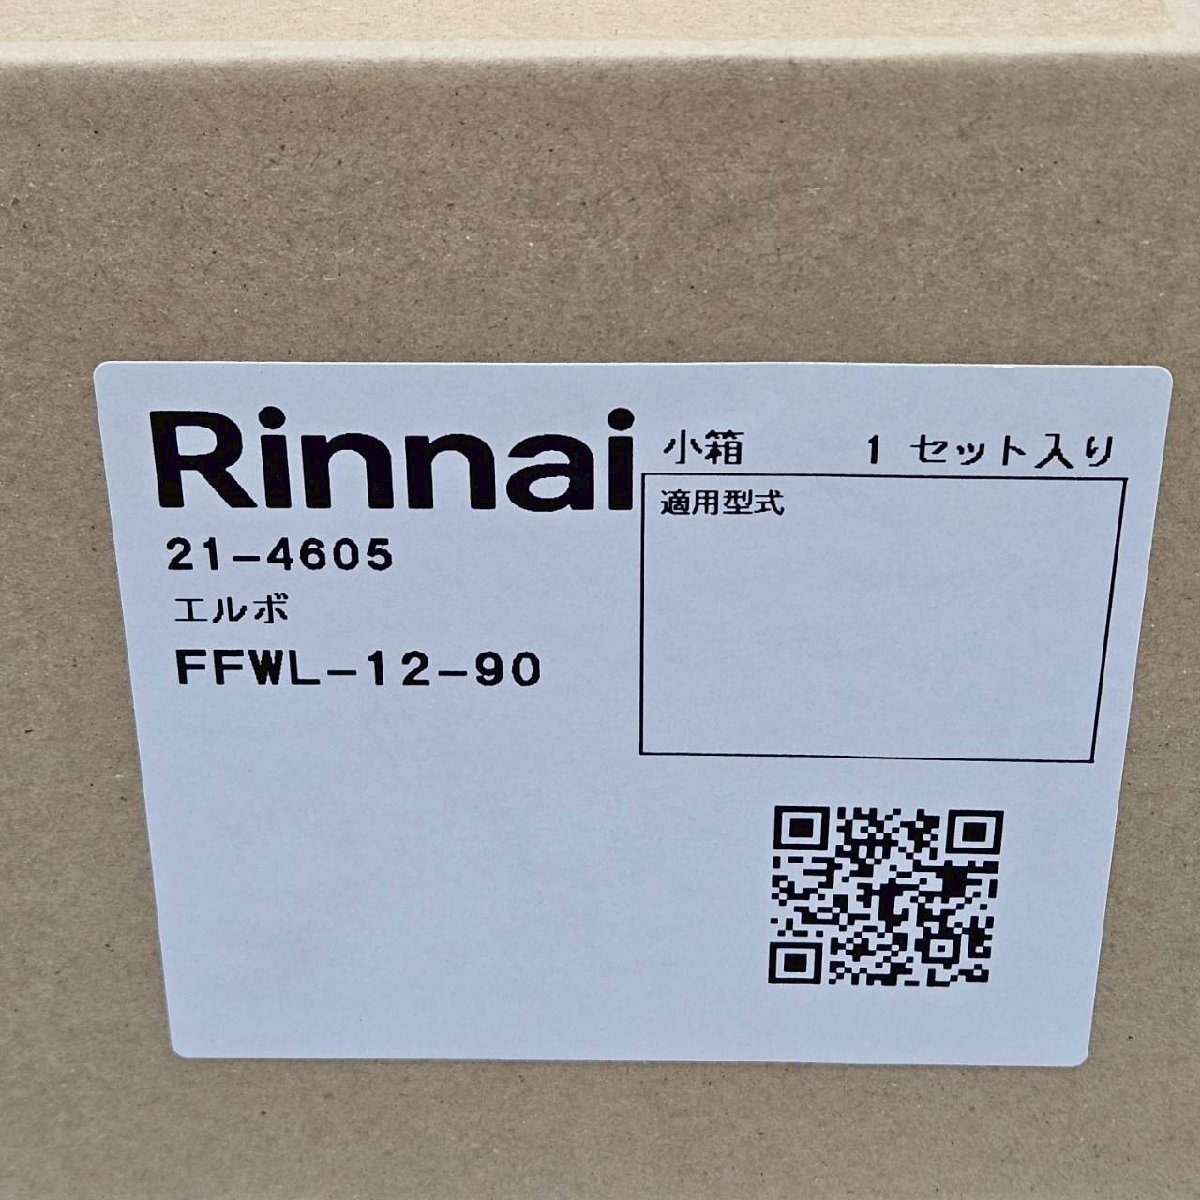 Rinnai
小箱 1 セット入り
適用型式
21-4605
エルボ
FFWL-12-90